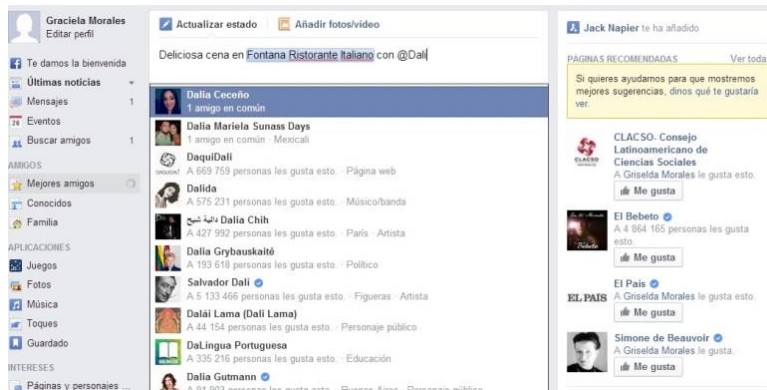 Graciela Morales
Editar perfil
Te damos la bienvenida
Últimas noticias
Mensajes 1
Eventos
Buscar amigos 1
AMIGOS
Mejores amigos
Conocidos
Familia
APLICACIONES
Juegos
Fotos
Música
Toques
Guardado
INTERESES
Páginas y personajes ...
Actualizar estado Añadir fotos/vídeo
Deliciosa cena en Fontana Ristorante Italiano con @Dali
Dalia Ceceño
1 amigo en común
Dalia Mariela Sunass Days
1 amigo en común · Mexicali
DaquiDalí
A 669 759 personas les gusta esto. · Página web
Dalida
A 575 231 personas les gusta esto. · Músico/banda
دالية شيح Dalia Chih
A 427 992 personas les gusta esto. · París · Artista
Dalia Grybauskaitė
A 193 618 personas les gusta esto. · Político
Salvador Dalí
A 5 133 466 personas les gusta esto. · Figueras · Artista
Dalái Lama (Dali Lama)
A 44 154 personas les gusta esto. · Personaje público
DaLingua Portuguesa
A 335 216 personas les gusta esto. · Educación
Dalia Gutmann
Jack Napier te ha añadido
PÁGINAS RECOMENDADAS Ver toda
Si quieres ayudarnos para que mostremos
mejores sugerencias, dinos qué te gustaría
ver.
CLACSO- Consejo
Latinoamericano de
Ciencias Sociales
A Griselda Morales le gusta esto.
Me gusta
El Bebeto
A 4 864 165 personas les gusta
esto.
Me gusta
El País
A Griselda Morales le gusta esto.
EL PAIS
Me gusta
Simone de Beauvoir
A Griselda Morales le gusta.
Me gusta